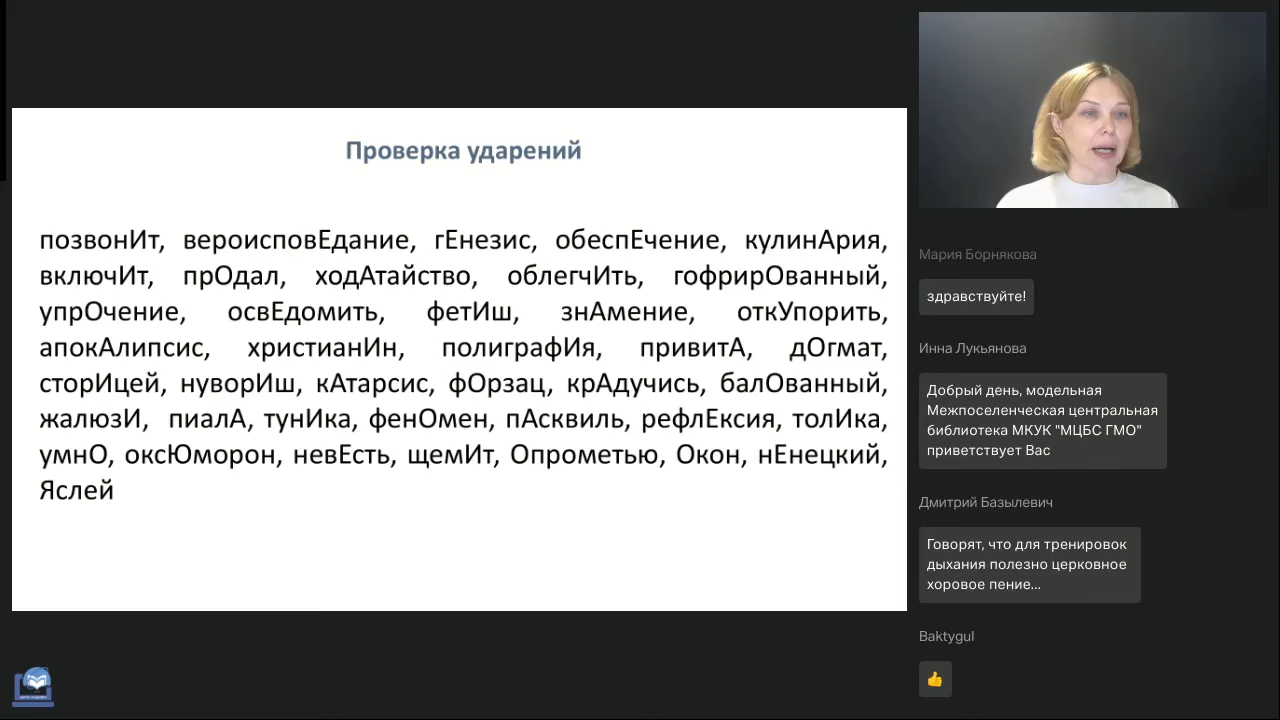 Проверка ударений
позвонИт, вероисповЕдание, гЕнезис, обеспЕчение, кулинАрия,
включИт, прОдал, ходАтайство, облегчИть, гофрирОванный,
упрОчение, освЕдомить, фетИш, знАмение, откУпорить,
апокАлипсис, христианИн, полиграфИя, привитА, дОгмат,
сторИцей, нуворИш, кАтарсис, фОрзац, крАдучись, балОванный,
жалюзИ, пиалА, тунИка, фенОмен, пАсквиль, рефлЕксия, толИка,
умнО, оксЮморон, невЕсть, щемИт, Опрометью, Окон, нЕнецкий,
Яслей
Мария Борнякова
здравствуйте!
Инна Лукьянова
Добрый день, модельная
Межпоселенческая центральная
библиотека МКУК "МЦБС ГМО"
приветствует Вас
Дмитрий Базылевич
Говорят, что для тренировок
дыхания полезно церковное
хоровое пение...
Baktygul